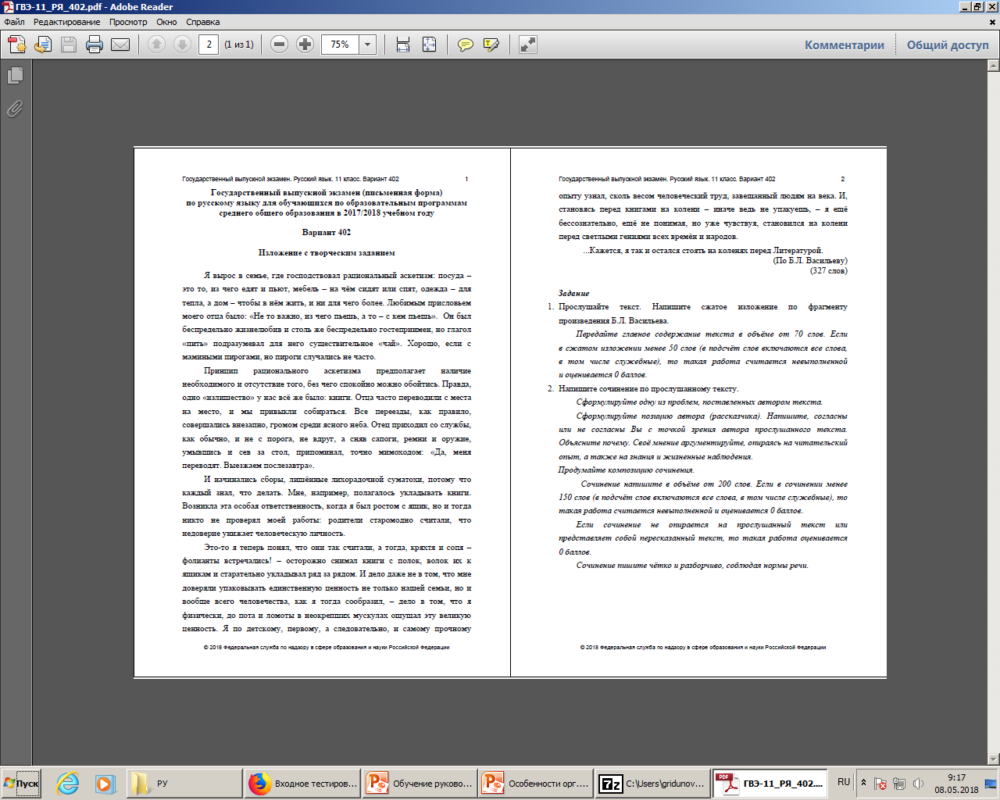 ГВЭ-11_РЯ_402.pdf - Adobe Reader
Файл Редактирование Просмотр Окно Справка
2 (1 из 1) 75% Комментарии Общий доступ
Государственный выпускной экзамен. Русский язык. 11 класс. Вариант 402 1
Государственный выпускной экзамен (письменная форма)
по русскому языку для обучающихся по образовательным программам
среднего общего образования в 2017/2018 учебном году
Вариант 402
Изложение с творческим заданием
Я вырос в семье, где господствовал рациональный аскетизм: посуда –
это то, из чего едят и пьют, мебель – на чём сидят или спят, одежда – для
тепла, а дом – чтобы в нём жить, и ни для чего более. Любимым присловьем
моего отца было: «Не то важно, из чего пьешь, а то – с кем пьешь». Он был
беспредельно жизнелюбив и столь же беспредельно гостеприимен, но глагол
«пить» подразумевал для него существительное «чай». Хорошо, если с
мамиными пирогами, но пироги случались не часто.
Принцип рационального аскетизма предполагает наличие
необходимого и отсутствие того, без чего спокойно можно обойтись. Правда,
одно «излишество» у нас всё же было: книги. Отца часто переводили с места
на место, и мы привыкли собираться. Все переезды, как правило,
совершались внезапно, громом среди ясного неба. Отец приходил со службы,
как обычно, и не с порога, не вдруг, а сняв сапоги, ремни и оружие,
умывшись и сев за стол, припоминал, точно мимоходом: «Да, меня
переводят. Выезжаем послезавтра».
И начинались сборы, лишённые лихорадочной суматохи, потому что
каждый знал, что делать. Мне, например, полагалось укладывать книги.
Возникла эта особая ответственность, когда я был ростом с ящик, но и тогда
никто не проверял моей работы: родители старомодно считали, что
недоверие унижает человеческую личность.
Это-то я теперь понял, что они так считали, а тогда, кряхтя и сопя –
фолианты встречались! – осторожно снимал книги с полок, волок их к
ящикам и старательно укладывал ряд за рядом. И дело даже не в том, что мне
доверяли упаковывать единственную ценность не только нашей семьи, но и
вообще всего человечества, как я тогда сообразил, – дело в том, что я
физически, до пота и ломоты в неокрепших мускулах ощущал эту великую
ценность. Я по детскому, первому, а следовательно, и самому прочному
© 2018 Федеральная служба по надзору в сфере образования и науки Российской Федерации
Государственный выпускной экзамен. Русский язык. 11 класс. Вариант 402 2
опыту узнал, сколь весом человеческий труд, завещанный людям на века. И,
становясь перед книгами на колени – иначе ведь не упакуешь, – я ещё
бессознательно, ещё не понимая, но уже чувствуя, становился на колени
перед светлыми гениями всех времён и народов.
...Кажется, я так и остался стоять на коленях перед Литературой.
(По Б.Л. Васильеву)
(327 слов)
Задание
1. Прослушайте текст. Напишите сжатое изложение по фрагменту
произведения Б.Л. Васильева.
Передайте главное содержание текста в объёме от 70 слов. Если
в сжатом изложении менее 50 слов (в подсчёт слов включаются все слова,
в том числе служебные), то такая работа считается невыполненной
и оценивается 0 баллов.
2. Напишите сочинение по прослушанному тексту.
Сформулируйте одну из проблем, поставленных автором текста.
Сформулируйте позицию автора (рассказчика). Напишите, согласны
или не согласны Вы с точкой зрения автора прослушанного текста.
Объясните почему. Своё мнение аргументируйте, опираясь на читательский
опыт, а также на знания и жизненные наблюдения.
Продумайте композицию сочинения.
Сочинение напишите в объёме от 200 слов. Если в сочинении менее
150 слов (в подсчёт слов включаются все слова, в том числе служебные), то
такая работа считается невыполненной и оценивается 0 баллов.
Если сочинение не опирается на прослушанный текст или
представляет собой пересказанный текст, то такая работа оценивается
0 баллов.
Сочинение пишите чётко и разборчиво, соблюдая нормы речи.
© 2018 Федеральная служба по надзору в сфере образования и науки Российской Федерации
Пуск РУ Входное тестиров... Обучение руково... Особенности орг.... 7z C:\Users\gridunov... PDF ГВЭ-11_РЯ_402.... RU 9:17
08.05.2018